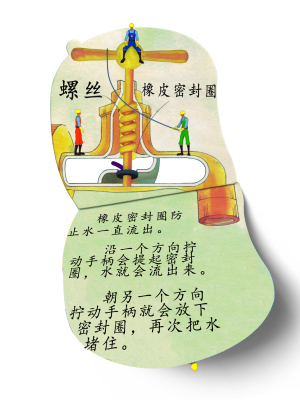 螺丝
橡皮密封圈
橡皮密封圈防
止水一直流出。
沿一个方向拧
动手柄会提起密封
圈，水就会流出来。
朝另一个方向
拧动手柄就会放下
密封圈，再次把水
堵住。